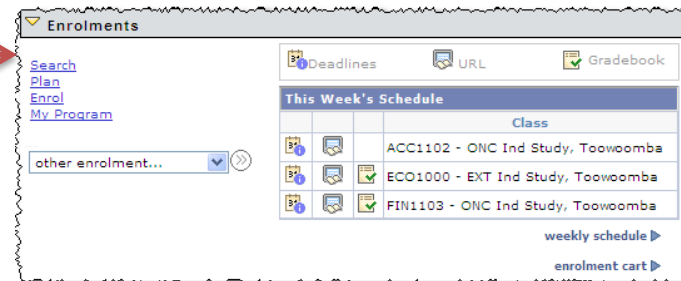 Enrolments
Search
Plan
Enrol
My Program
other enrolment...
Deadlines URL Gradebook
This Week's Schedule
Class
ACC1102 - ONC Ind Study, Toowoomba
ECO1000 - EXT Ind Study, Toowoomba
FIN1103 - ONC Ind Study, Toowoomba
weekly schedule
enrolment cart